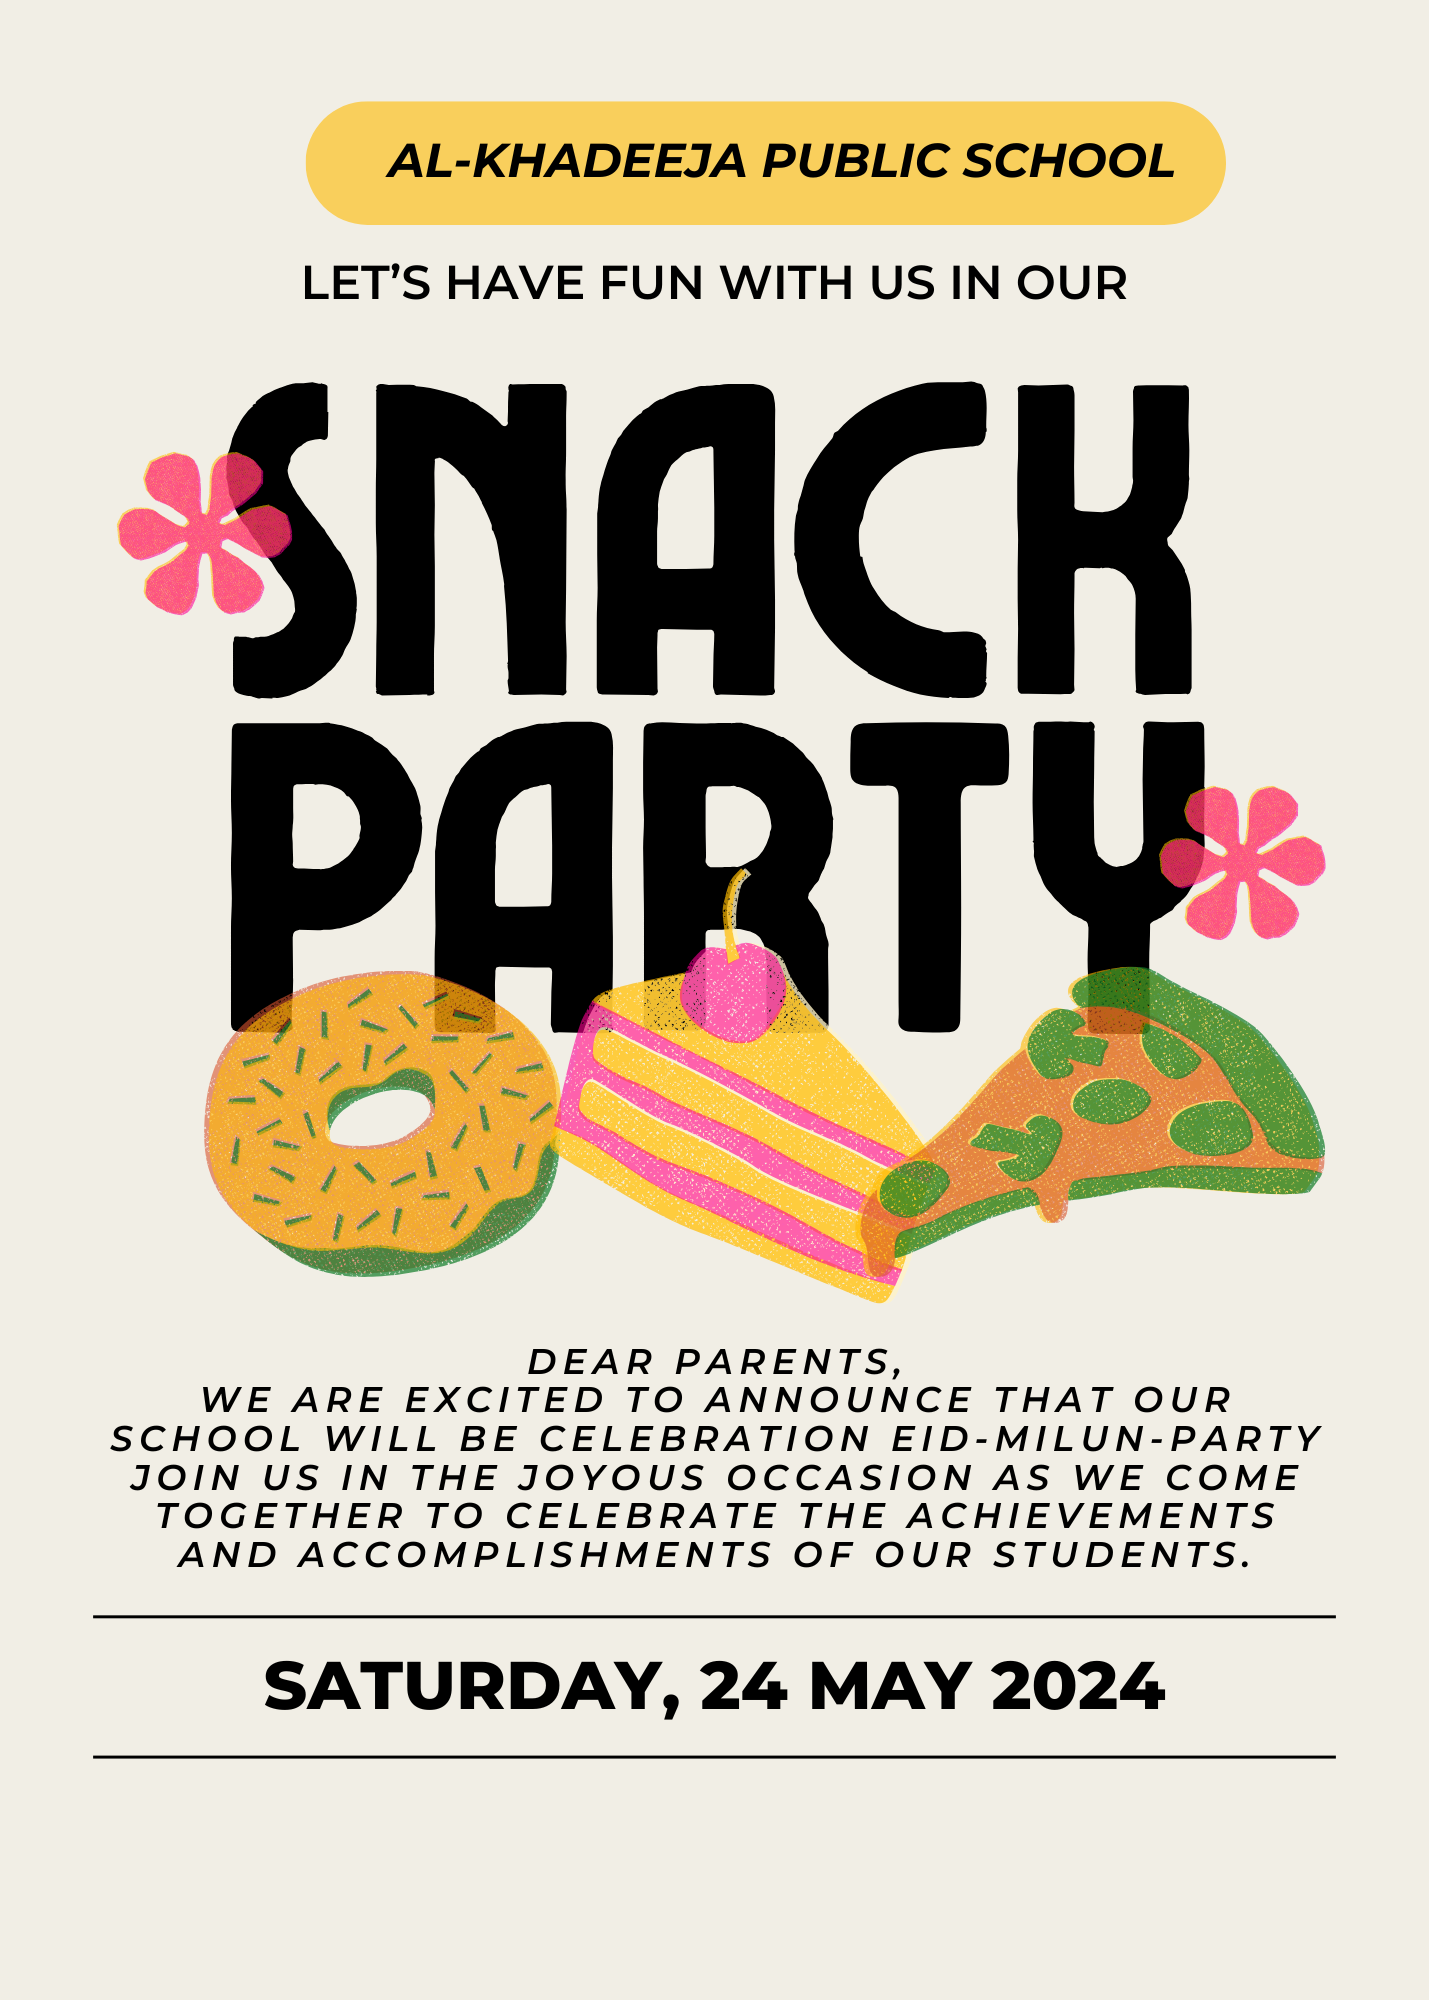 AL-KHADEEJA PUBLIC SCHOOL
LET’S HAVE FUN WITH US IN OUR
SNACK
PARTY
DEAR PARENTS,
WE ARE EXCITED TO ANNOUNCE THAT OUR
SCHOOL WILL BE CELEBRATION EID-MILUN-PARTY
JOIN US IN THE JOYOUS OCCASION AS WE COME
TOGETHER TO CELEBRATE THE ACHIEVEMENTS
AND ACCOMPLISHMENTS OF OUR STUDENTS.
SATURDAY, 24 MAY 2024